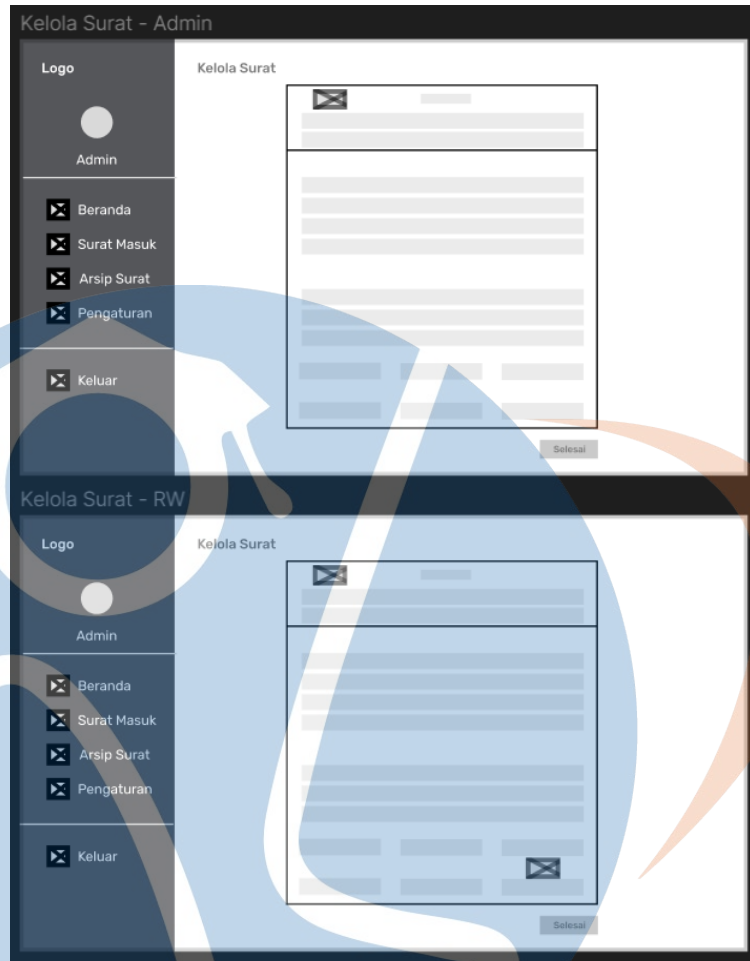 Kelola Surat - Admin
Logo
Kelola Surat
Admin
Beranda
Surat Masuk
Arsip Surat
Pengaturan
Keluar
Selesai
Kelola Surat - RW
Logo
Kelola Surat
Admin
Beranda
Surat Masuk
Arsip Surat
Pengaturan
Keluar
Selesai